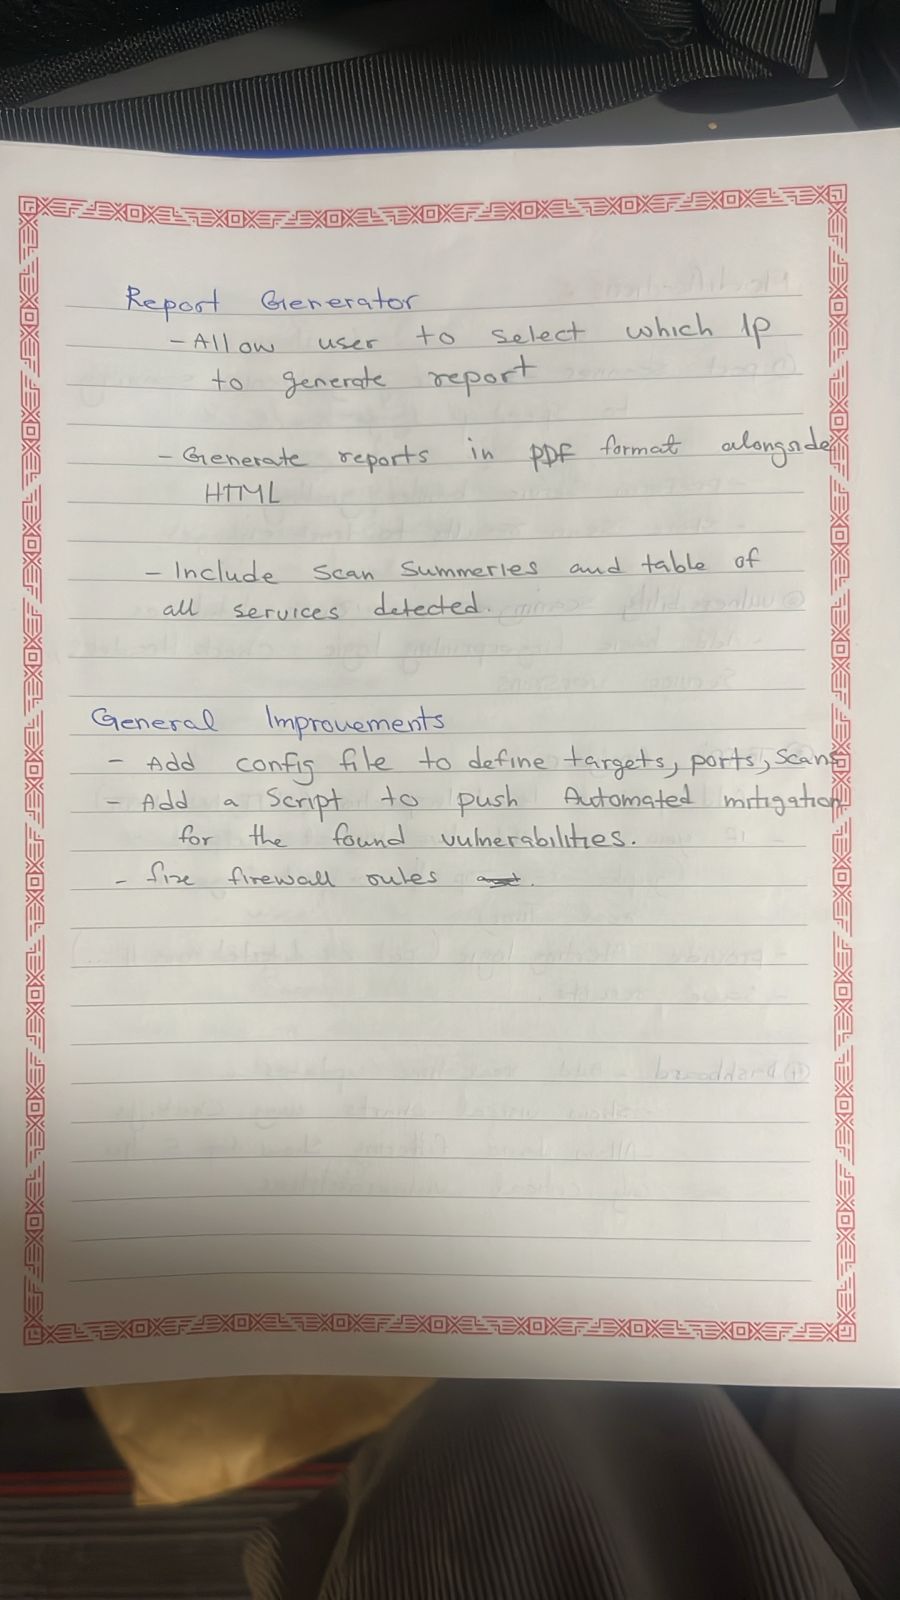 Report Generator
- Allow user to select which Ip
to generate report
- Generate reports in PDF format alongside
HTML
- Include Scan Summeries and table of
all services detected.
General Improvements
- Add config file to define targets, ports, Scans
- Add a Script to push Automated mitigation
for the found vulnerabilities.
- fire firewall rules